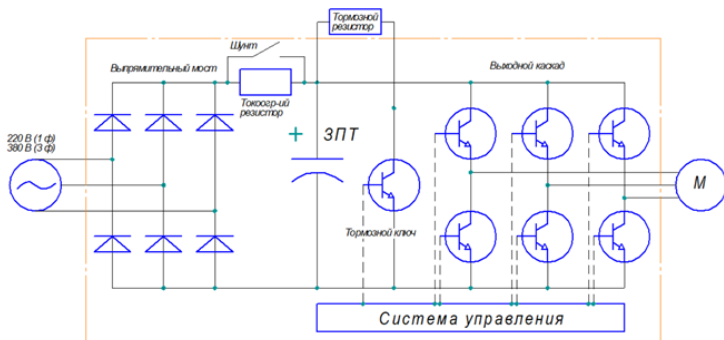 Тормозной
резистор
Шунт
Выпрямительный мост
Выходной каскад
Токоогр-ий
резистор
220 В (1 ф)
380 В (3 ф)
+ ЗПТ
М
Тормозной ключ
Система управления